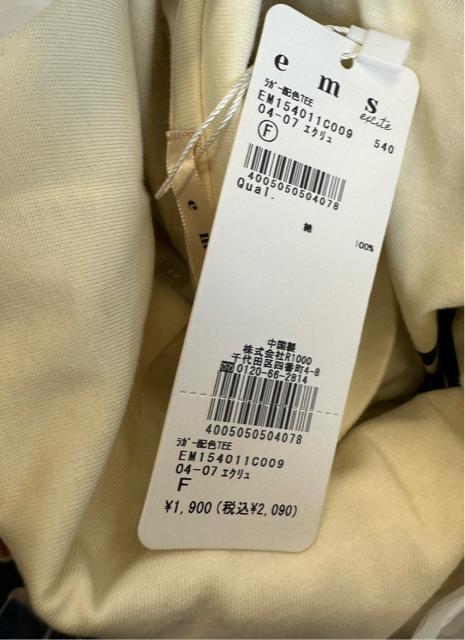 e m s
excite
ﾗｶﾞｰ配色TEE
EM154011C009
04-07 ｴｸﾘｭ 540
F
4005050504078
Qual.
綿
100%
中国製
株式会社R1000
千代田区四番町4-8
0120-66-2814
4005050504078
ﾗｶﾞｰ配色TEE
EM154011C009
04-07 ｴｸﾘｭ
F
¥1,900(税込¥2,090)
e m